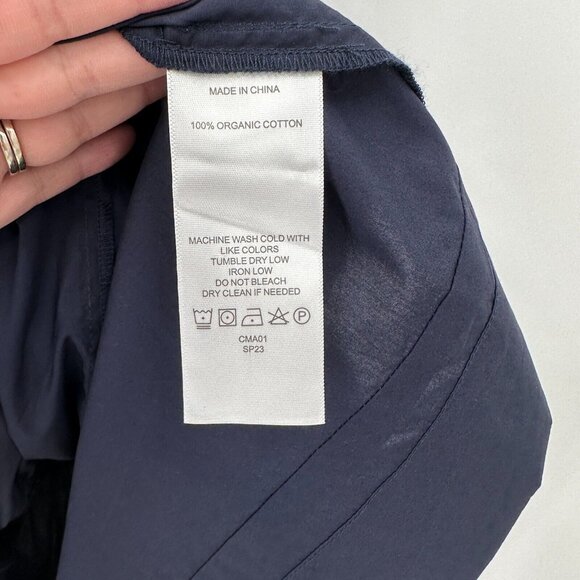 MADE IN CHINA
100% ORGANIC COTTON
MACHINE WASH COLD WITH
LIKE COLORS
TUMBLE DRY LOW
IRON LOW
DO NOT BLEACH
DRY CLEAN IF NEEDED
P
CMA01
SP23